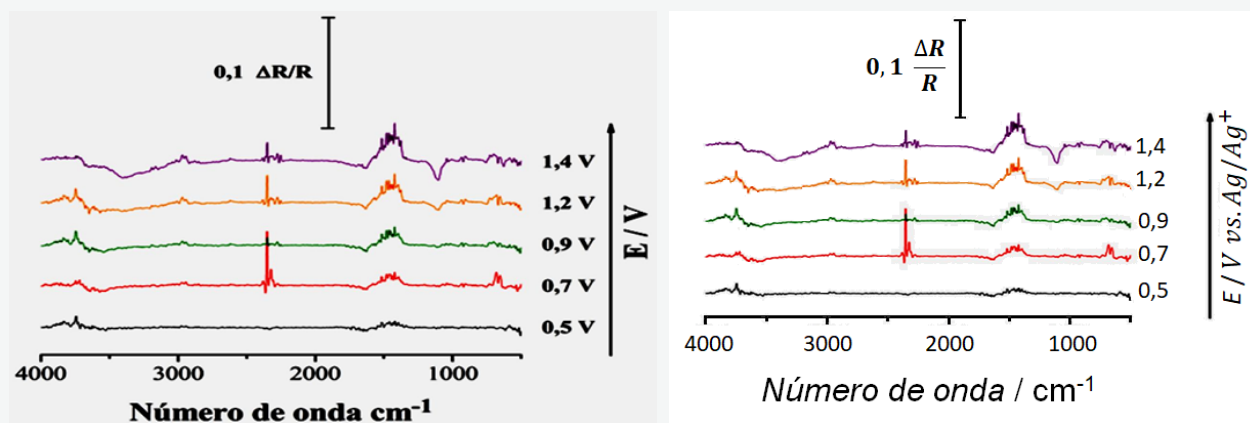 0,1 ΔR/R
1,4 V
1,2 V
0,9 V
0,7 V
0,5 V
E / V
4000 3000 2000 1000
Número de onda cm-1
0,1 ΔR/R
1,4
1,2
0,9
0,7
0,5
E / V vs. Ag/Ag+
4000 3000 2000 1000
Número de onda / cm-1